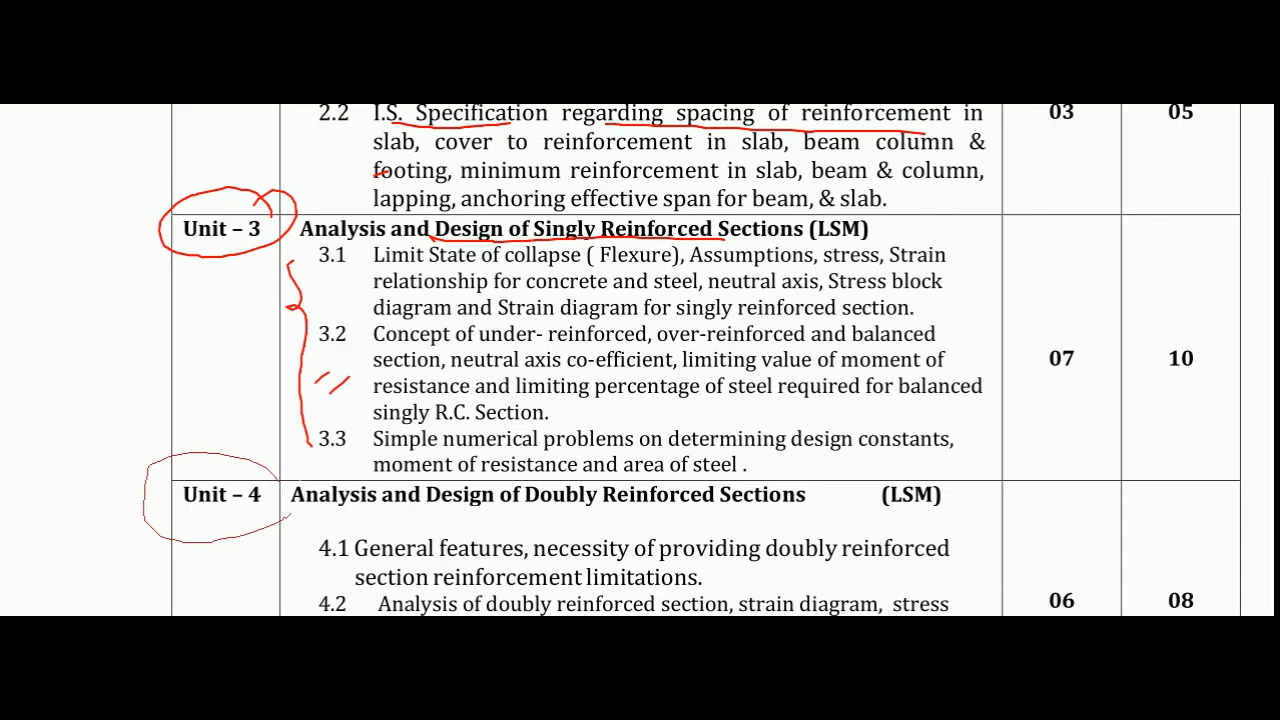 2.2 I.S. Specification regarding spacing of reinforcement in 03 05
slab, cover to reinforcement in slab, beam column &
footing, minimum reinforcement in slab, beam & column,
lapping, anchoring effective span for beam, & slab.
Unit – 3 Analysis and Design of Singly Reinforced Sections (LSM)
3.1 Limit State of collapse ( Flexure), Assumptions, stress, Strain
relationship for concrete and steel, neutral axis, Stress block
diagram and Strain diagram for singly reinforced section.
3.2 Concept of under- reinforced, over-reinforced and balanced
section, neutral axis co-efficient, limiting value of moment of 07 10
resistance and limiting percentage of steel required for balanced
singly R.C. Section.
3.3 Simple numerical problems on determining design constants,
moment of resistance and area of steel .
Unit – 4 Analysis and Design of Doubly Reinforced Sections (LSM)
4.1 General features, necessity of providing doubly reinforced
section reinforcement limitations.
4.2 Analysis of doubly reinforced section, strain diagram, stress 06 08